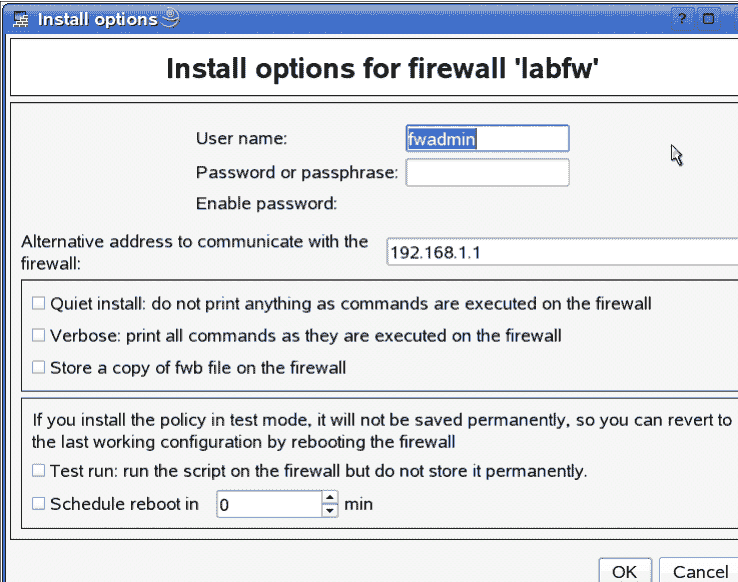 Install options
?
Install options for firewall 'labfw'
User name: fwadmin
Password or passphrase:
Enable password:
Alternative address to communicate with the
firewall:
192.168.1.1
Quiet install: do not print anything as commands are executed on the firewall
Verbose: print all commands as they are executed on the firewall
Store a copy of fwb file on the firewall
If you install the policy in test mode, it will not be saved permanently, so you can revert to
the last working configuration by rebooting the firewall
Test run: run the script on the firewall but do not store it permanently.
Schedule reboot in 0 min
OK Cancel